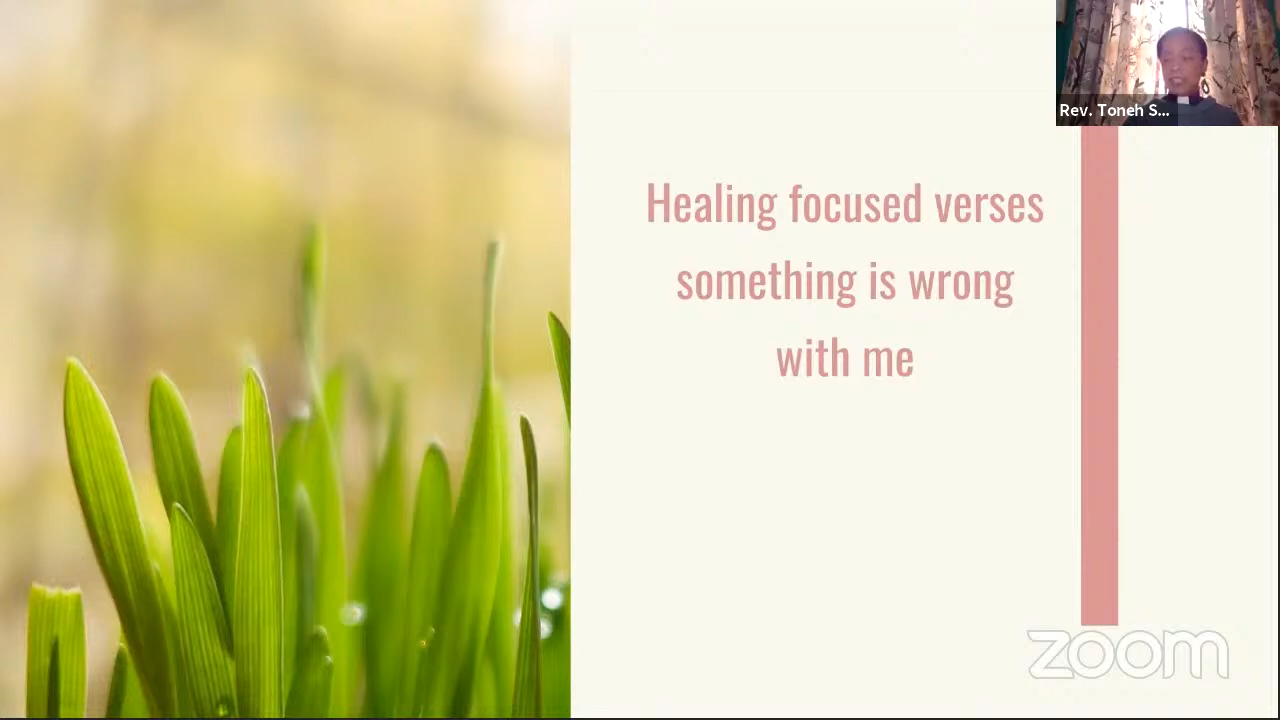 Rev. Toneh S...
Healing focused verses
something is wrong
with me
zoom